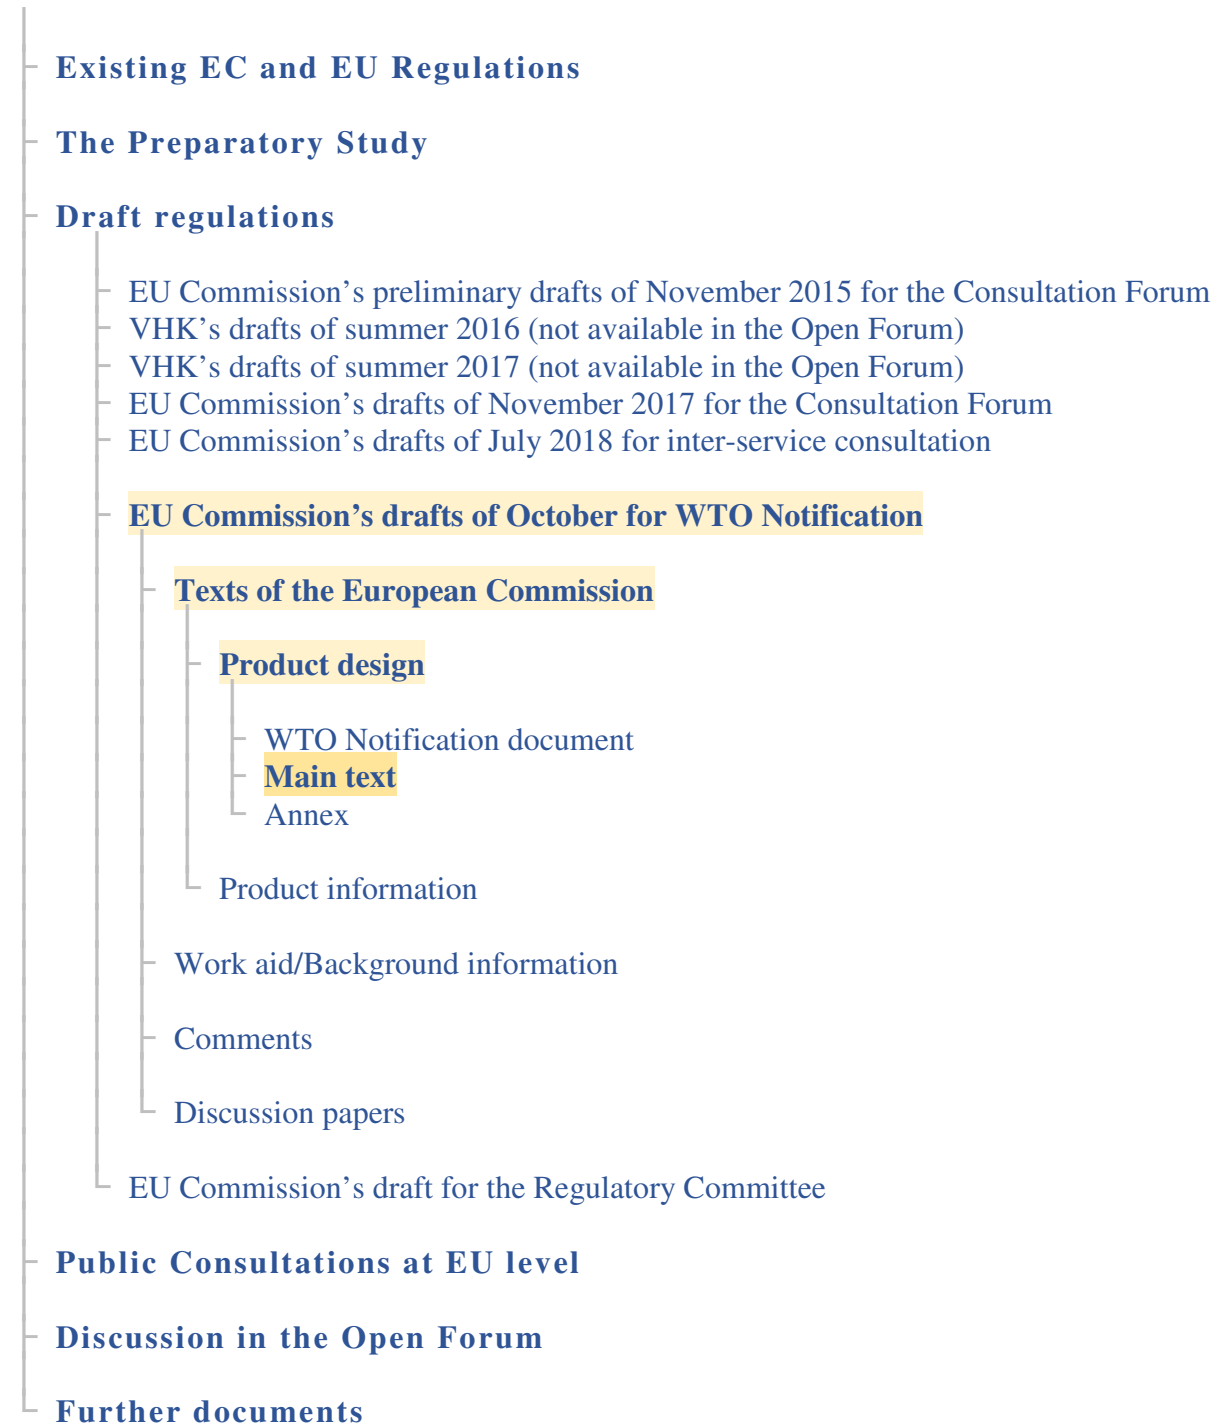 Existing EC and EU Regulations
The Preparatory Study
Draft regulations
EU Commission’s preliminary drafts of November 2015 for the Consultation Forum
VHK’s drafts of summer 2016 (not available in the Open Forum)
VHK’s drafts of summer 2017 (not available in the Open Forum)
EU Commission’s drafts of November 2017 for the Consultation Forum
EU Commission’s drafts of July 2018 for inter-service consultation
EU Commission’s drafts of October for WTO Notification
Texts of the European Commission
Product design
WTO Notification document
Main text
Annex
Product information
Work aid/Background information
Comments
Discussion papers
EU Commission’s draft for the Regulatory Committee
Public Consultations at EU level
Discussion in the Open Forum
Further documents